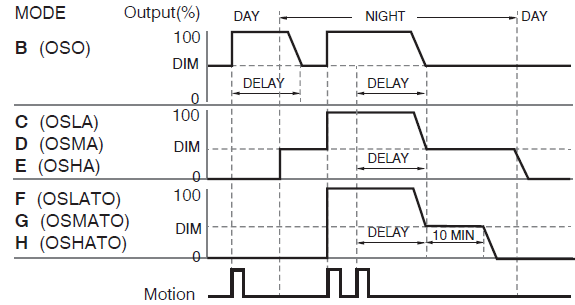 MODE Output(%) DAY NIGHT DAY
100
B (OSO)
DIM
DELAY DELAY
0
C (OSLA) 100
D (OSMA) DIM
E (OSHA) DELAY
0
F (OSLATO) 100
G (OSMATO) DIM
H (OSHATO) DELAY 10 MIN
0
Motion